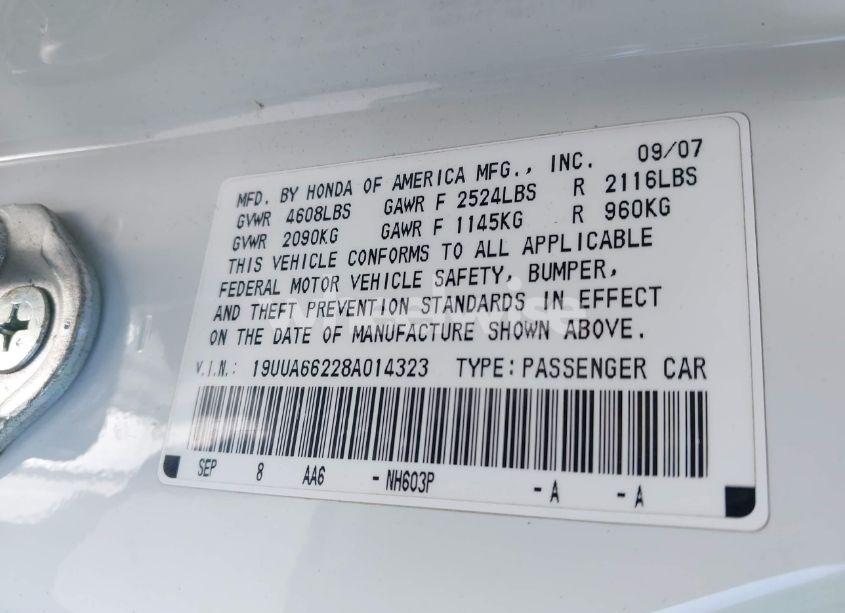 MFD. BY HONDA OF AMERICA MFG., INC. 09/07
GVWR 4608LBS GAWR F 2524LBS R 2116LBS
GVWR 2090KG GAWR F 1145KG R 960KG
THIS VEHICLE CONFORMS TO ALL APPLICABLE
FEDERAL MOTOR VEHICLE SAFETY, BUMPER,
AND THEFT PREVENTION STANDARDS IN EFFECT
ON THE DATE OF MANUFACTURE SHOWN ABOVE.
V.I.N.: 19UUA66228A014323 TYPE: PASSENGER CAR
SEP 8 AA6 -NH603P -A -A